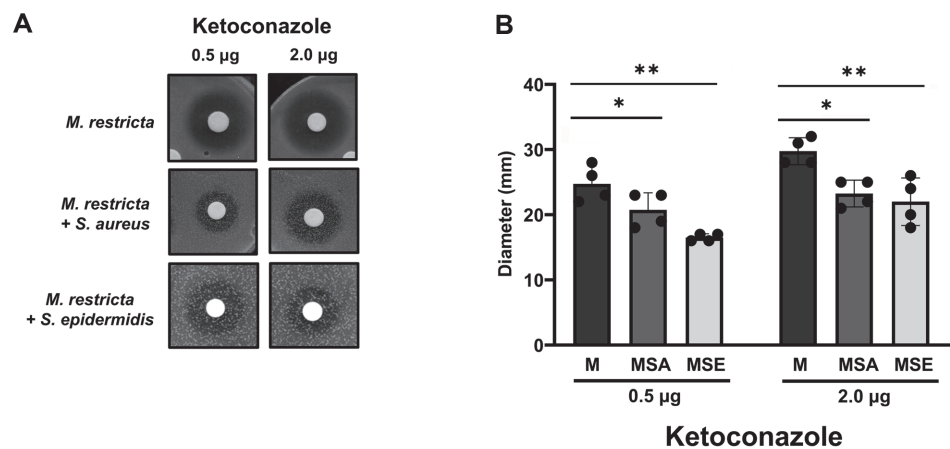 A
Ketoconazole
0.5 µg 2.0 µg
M. restricta
M. restricta
+ S. aureus
M. restricta
+ S. epidermidis
B
Diameter (mm)
40
30
20
10
0
** **
* *
M MSA MSE M MSA MSE
0.5 µg 2.0 µg
Ketoconazole